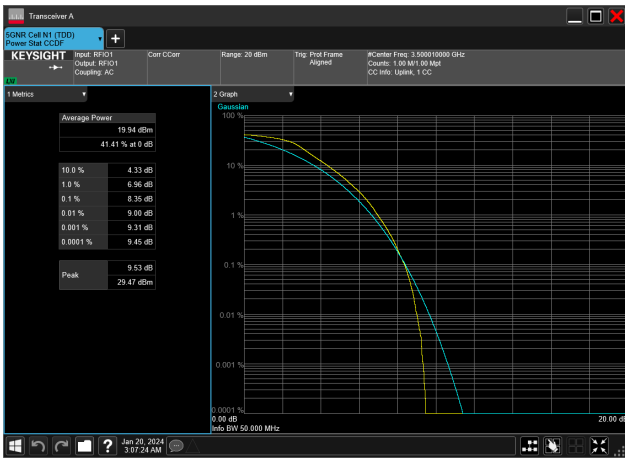 Transceiver A
5GNR Cell N1 (TDD)
Power Stat CCDF
KEYSIGHT
Input: RFIO1
Output: RFIO1
Coupling: AC
Corr CCorr
Range: 20 dBm
Trig: Prot Frame
Aligned
#Center Freq: 3.500010000 GHz
Counts: 1.00 M/1.00 Mpt
CC Info: Uplink, 1 CC
LXI
1 Metrics
Average Power
19.94 dBm
41.41 % at 0 dB
10.0 % 4.33 dB
1.0 % 6.96 dB
0.1 % 8.35 dB
0.01 % 9.00 dB
0.001 % 9.31 dB
0.0001 % 9.45 dB
Peak
9.53 dB
29.47 dBm
2 Graph
Gaussian
100 %
10 %
1 %
0.1 %
0.01 %
0.001 %
0.0001 %
0.00 dB
20.00 dB
Info BW 50.000 MHz
?
Jan 20, 2024
3:07:24 AM